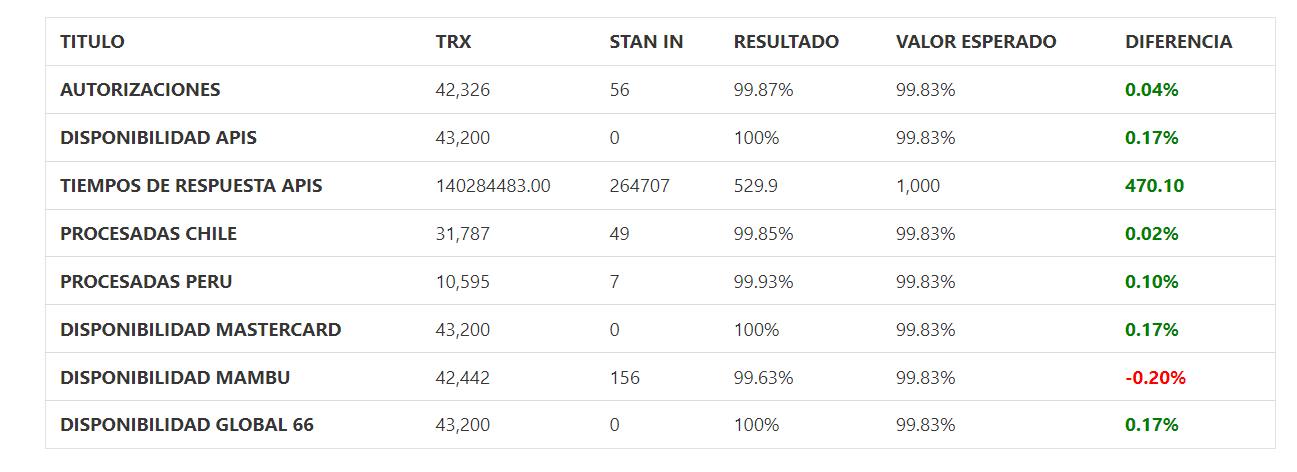 TITULO TRX STAN IN RESULTADO VALOR ESPERADO DIFERENCIA
AUTORIZACIONES 42,326 56 99.87% 99.83% 0.04%
DISPONIBILIDAD APIS 43,200 0 100% 99.83% 0.17%
TIEMPOS DE RESPUESTA APIS 140284483.00 264707 529.9 1,000 470.10
PROCESADAS CHILE 31,787 49 99.85% 99.83% 0.02%
PROCESADAS PERU 10,595 7 99.93% 99.83% 0.10%
DISPONIBILIDAD MASTERCARD 43,200 0 100% 99.83% 0.17%
DISPONIBILIDAD MAMBU 42,442 156 99.63% 99.83% -0.20%
DISPONIBILIDAD GLOBAL 66 43,200 0 100% 99.83% 0.17%